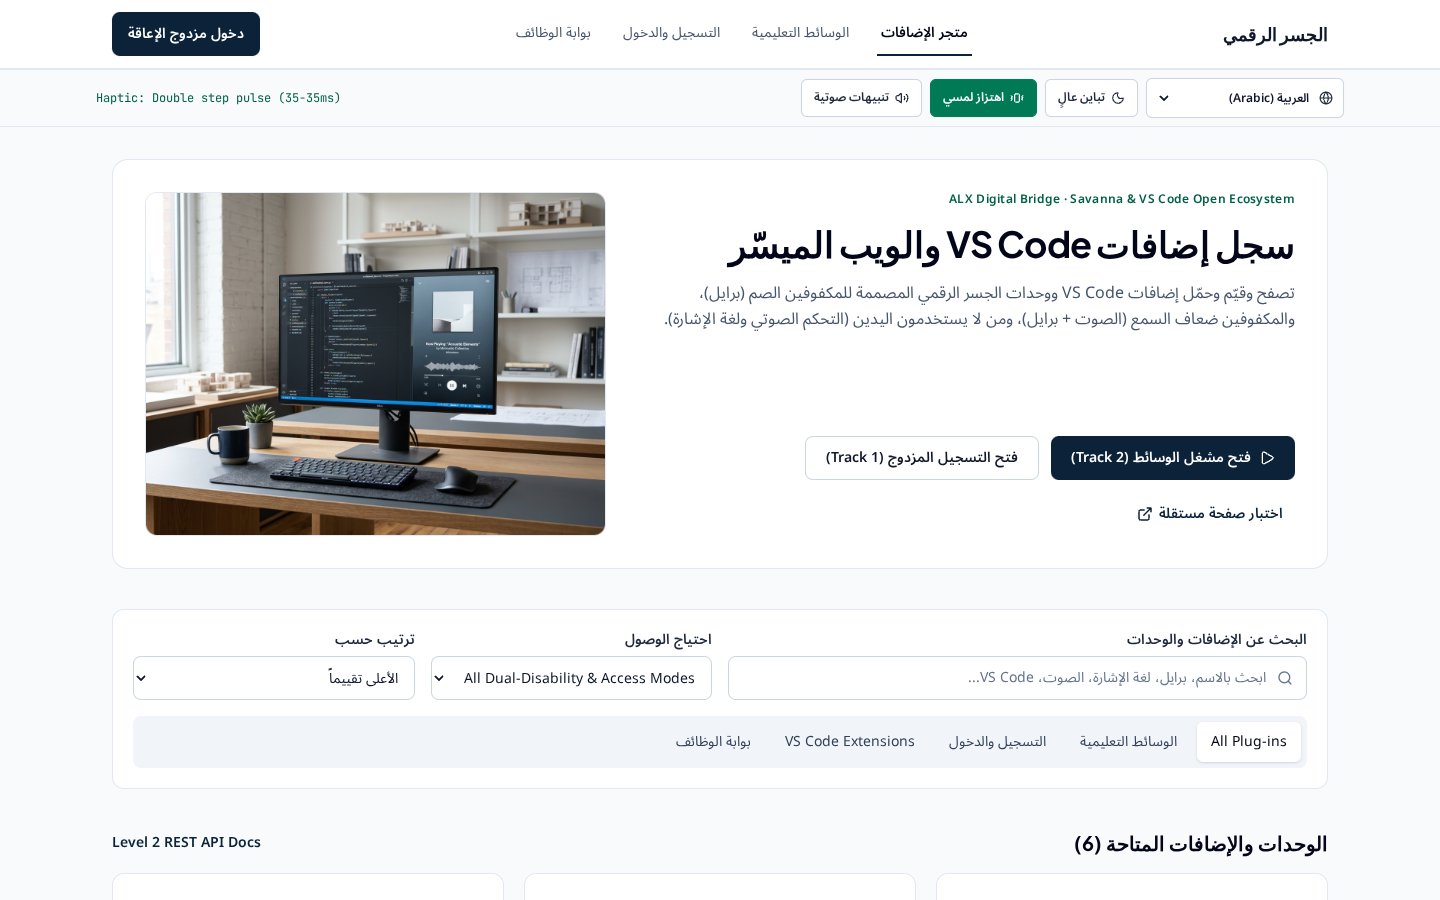 الجسر الرقمي
متجر الإضافات
الوسائط التعليمية
التسجيل والدخول
بوابة الوظائف
دخول مزدوج الإعاقة
العربية (Arabic)
تباين عالٍ
اهتزاز لمسي
تنبيهات صوتية
Haptic: Double step pulse (35-35ms)
ALX Digital Bridge · Savanna & VS Code Open Ecosystem
سجل إضافات VS Code والويب الميسّر
تصفح وقيّم وحمّل إضافات VS Code ووحدات الجسر الرقمي المصممة للمكفوفين الصم (برايل)،
والمكفوفين ضعاف السمع (الصوت + برايل)، ومن لا يستخدمون اليدين (التحكم الصوتي ولغة الإشارة).
فتح مشغل الوسائط (Track 2)
فتح التسجيل المزدوج (Track 1)
اختبار صفحة مستقلة
البحث عن الإضافات والوحدات
احتياج الوصول
ترتيب حسب
ابحث بالاسم، برايل، لغة الإشارة، الصوت، VS Code...
All Dual-Disability & Access Modes
الأعلى تقييماً
All Plug-ins
الوسائط التعليمية
التسجيل والدخول
VS Code Extensions
بوابة الوظائف
الوحدات والإضافات المتاحة (6)
Level 2 REST API Docs